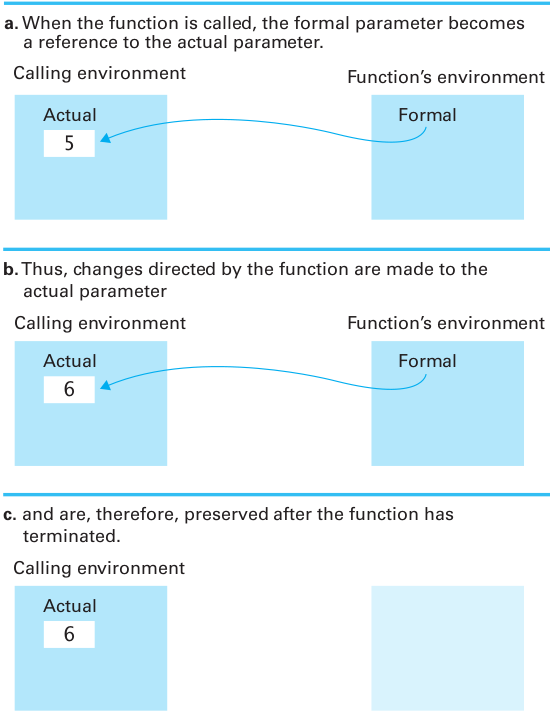 a. When the function is called, the formal parameter becomes
a reference to the actual parameter.
Calling environment
Function's environment
Actual
Formal
5
b. Thus, changes directed by the function are made to the
actual parameter
Calling environment
Function's environment
Actual
Formal
6
c. and are, therefore, preserved after the function has
terminated.
Calling environment
Actual
6